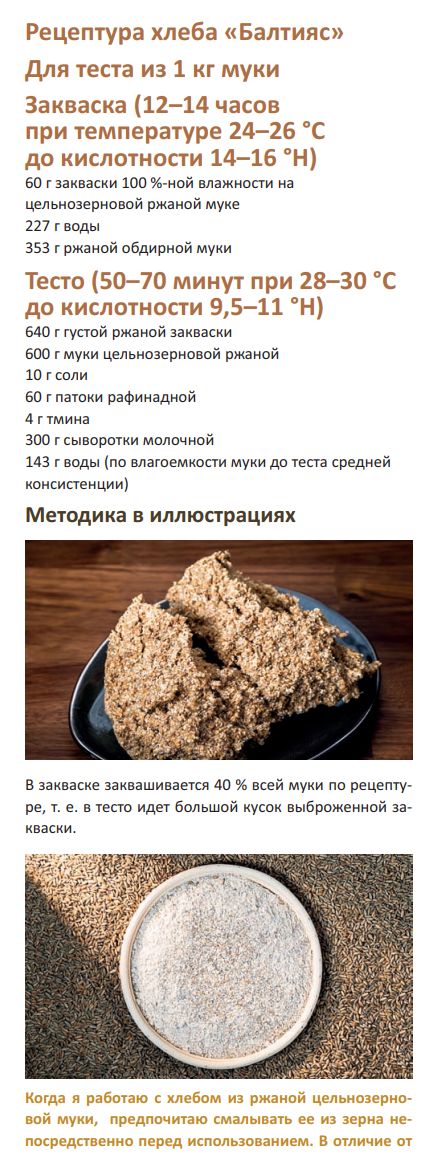 Рецептура хлеба «Балтияс»
Для теста из 1 кг муки
Закваска (12–14 часов
при температуре 24–26 °С
до кислотности 14–16 °Н)
60 г закваски 100 %-ной влажности на
цельнозерновой ржаной муке
227 г воды
353 г ржаной обдирной муки
Тесто (50–70 минут при 28–30 °С
до кислотности 9,5–11 °Н)
640 г густой ржаной закваски
600 г муки цельнозерновой ржаной
10 г соли
60 г патоки рафинадной
4 г тмина
300 г сыворотки молочной
143 г воды (по влагоемкости муки до теста средней
консистенции)
Методика в иллюстрациях
В закваске заквашивается 40 % всей муки по рецепту-
ре, т. е. в тесто идет большой кусок выброженной за-
кваски.
Когда я работаю с хлебом из ржаной цельнозерно-
вой муки, предпочитаю смалывать ее из зерна не-
посредственно перед использованием. В отличие от